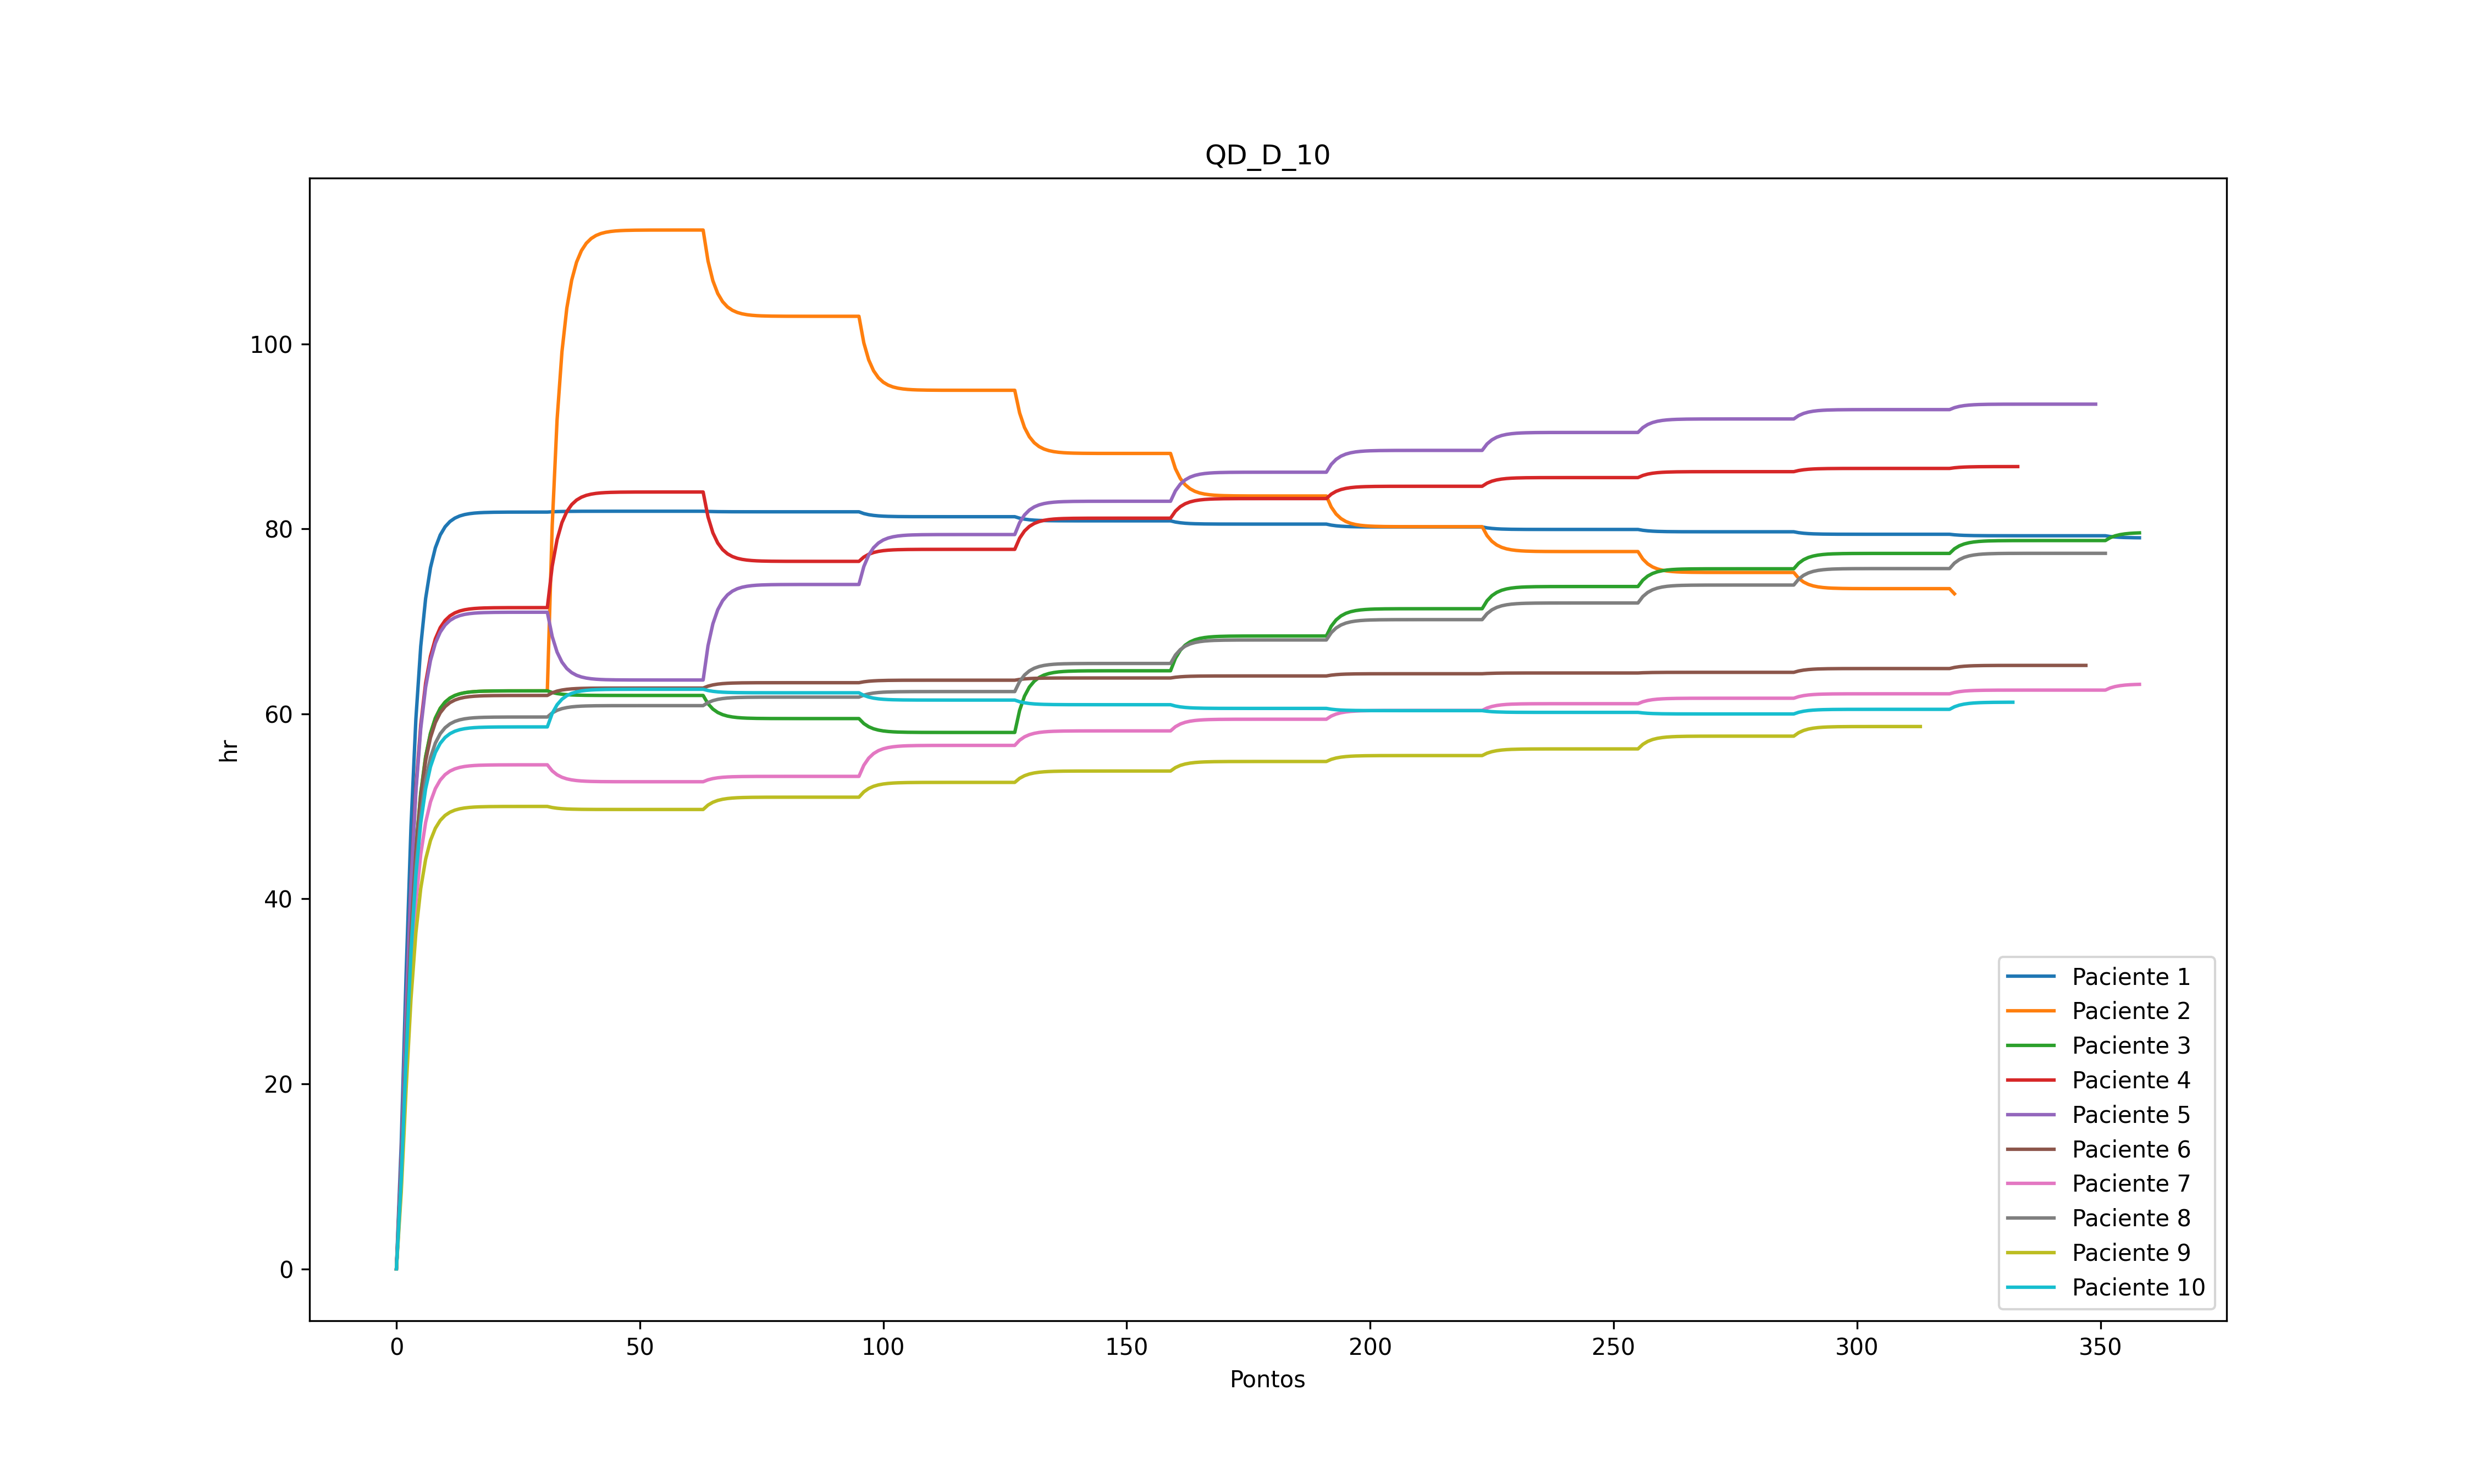 QD_D_10
hr
100
80
60
40
20
0
0 50 100 150 200 250 300 350
Pontos
Paciente 1
Paciente 2
Paciente 3
Paciente 4
Paciente 5
Paciente 6
Paciente 7
Paciente 8
Paciente 9
Paciente 10